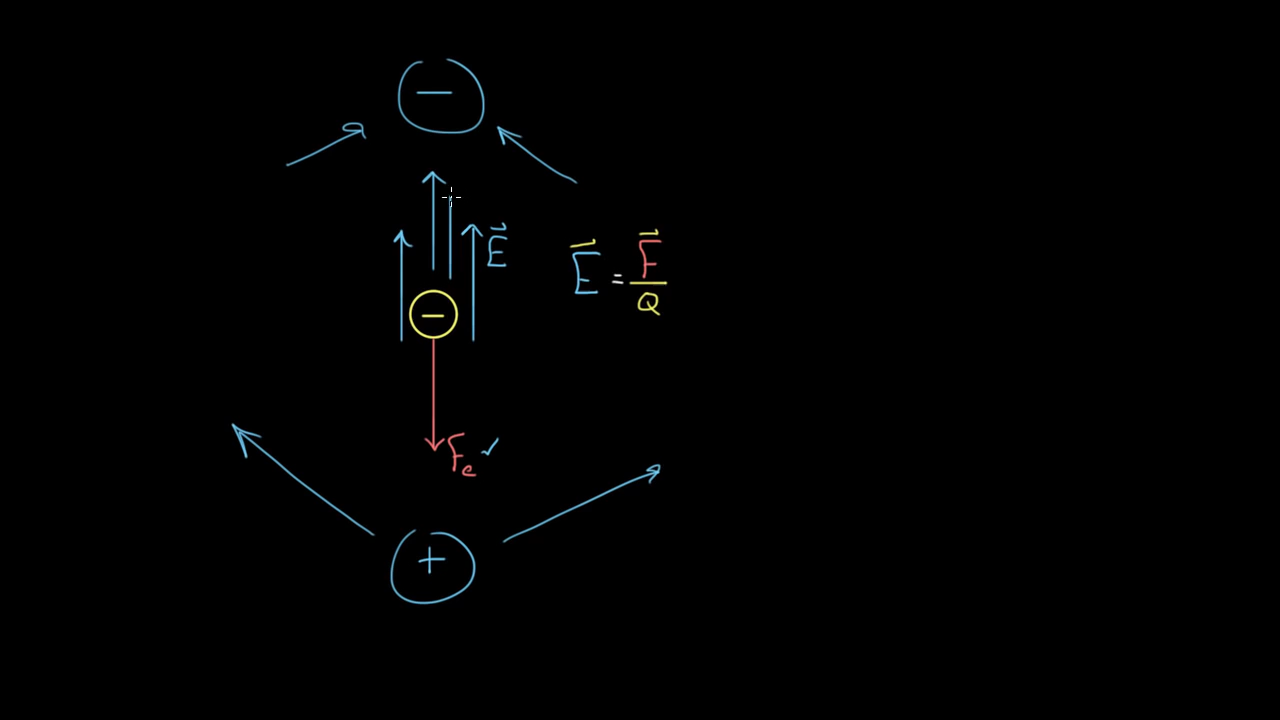 −
E⃗
E⃗ = F⃗ / Q
−
Fe ✓
+